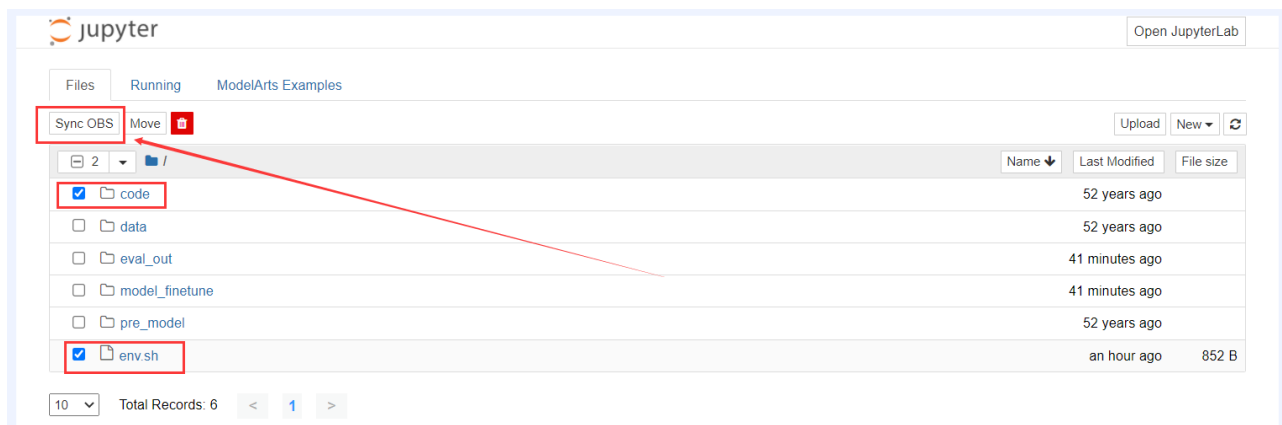 jupyter Open JupyterLab
Files Running ModelArts Examples
Sync OBS Move Upload New
2 / Name Last Modified File size
code 52 years ago
data 52 years ago
eval_out 41 minutes ago
model_finetune 41 minutes ago
pre_model 52 years ago
env.sh an hour ago 852 B
10 Total Records: 6 < 1 >